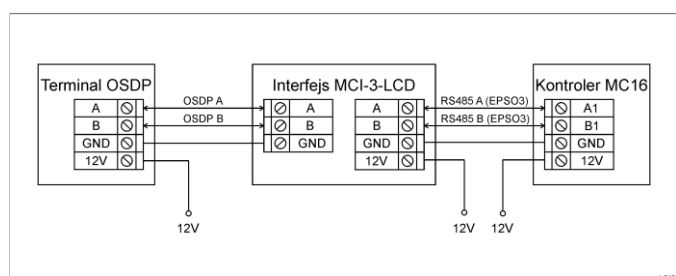 Terminal OSDP
A
B
GND
12V
OSDP A
OSDP B
12V
Interfejs MCI-3-LCD
A
B
GND
A
B
GND
12V
RS485 A (EPSO3)
RS485 B (EPSO3)
12V
12V
Kontroler MC16
A1
B1
GND
12V